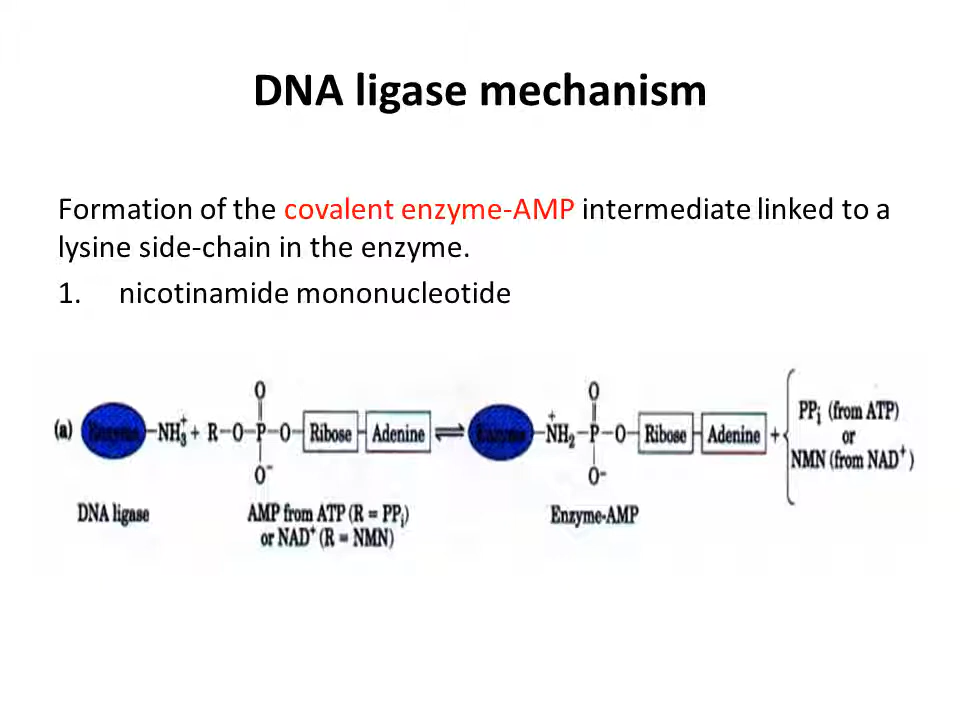 DNA ligase mechanism
Formation of the covalent enzyme-AMP intermediate linked to a
lysine side-chain in the enzyme.
1. nicotinamide mononucleotide
(a) Enzyme–NH₃⁺ + R–O–P–O–Ribose–Adenine ⇌ Enzyme–NH₂⁺–P–O–Ribose–Adenine +
O
O⁻
O
O⁻
PPᵢ (from ATP)
or
NMN (from NAD⁺)
DNA ligase
AMP from ATP (R = PPᵢ)
or NAD⁺ (R = NMN)
Enzyme-AMP